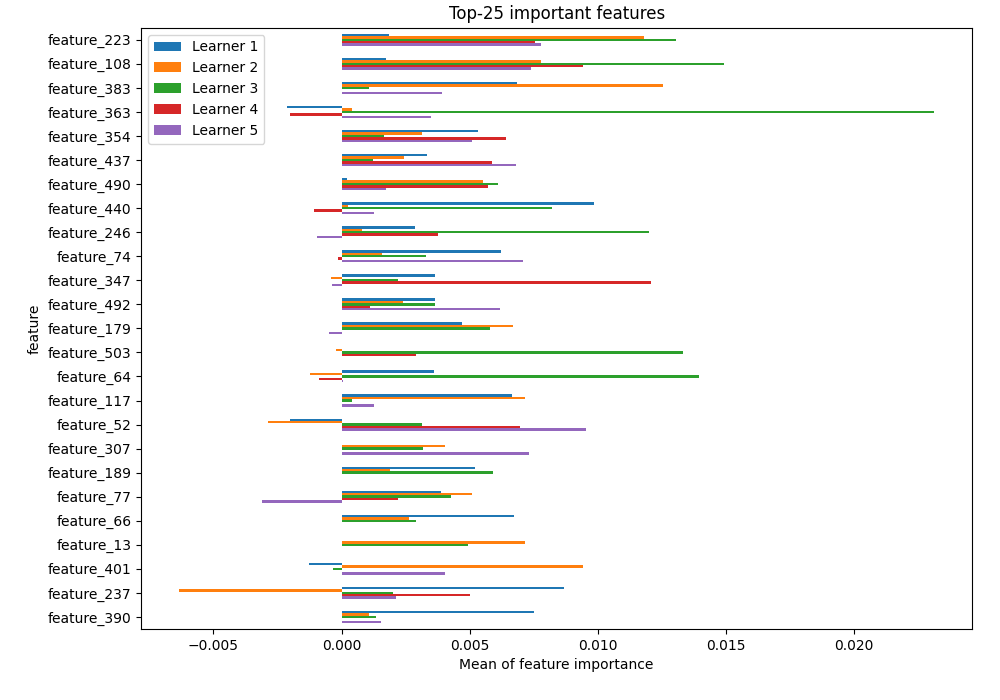 Top-25 important features
Learner 1
Learner 2
Learner 3
Learner 4
Learner 5
feature
feature_223
feature_108
feature_383
feature_363
feature_354
feature_437
feature_490
feature_440
feature_246
feature_74
feature_347
feature_492
feature_179
feature_503
feature_64
feature_117
feature_52
feature_307
feature_189
feature_77
feature_66
feature_13
feature_401
feature_237
feature_390
−0.005 0.000 0.005 0.010 0.015 0.020
Mean of feature importance